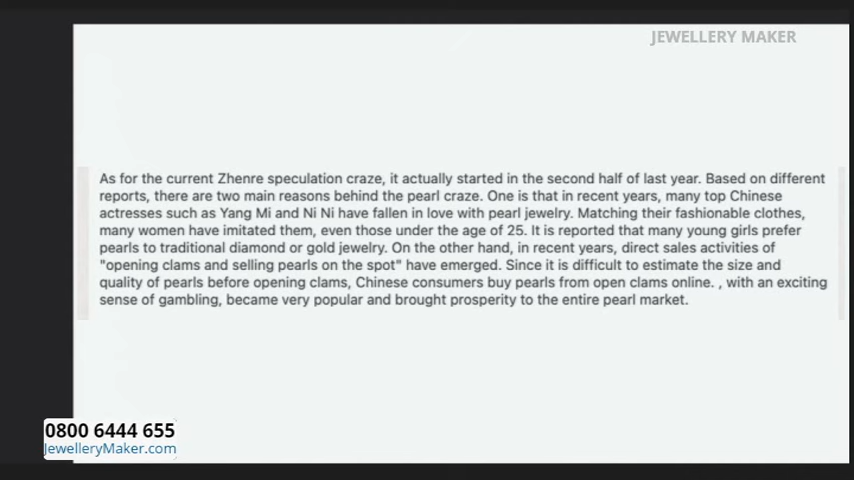 JEWELLERY MAKER
As for the current Zhenre speculation craze, it actually started in the second half of last year. Based on different
reports, there are two main reasons behind the pearl craze. One is that in recent years, many top Chinese
actresses such as Yang Mi and Ni Ni have fallen in love with pearl jewelry. Matching their fashionable clothes,
many women have imitated them, even those under the age of 25. It is reported that many young girls prefer
pearls to traditional diamond or gold jewelry. On the other hand, in recent years, direct sales activities of
"opening clams and selling pearls on the spot" have emerged. Since it is difficult to estimate the size and
quality of pearls before opening clams, Chinese consumers buy pearls from open clams online. , with an exciting
sense of gambling, became very popular and brought prosperity to the entire pearl market.
0800 6444 655
JewelleryMaker.com